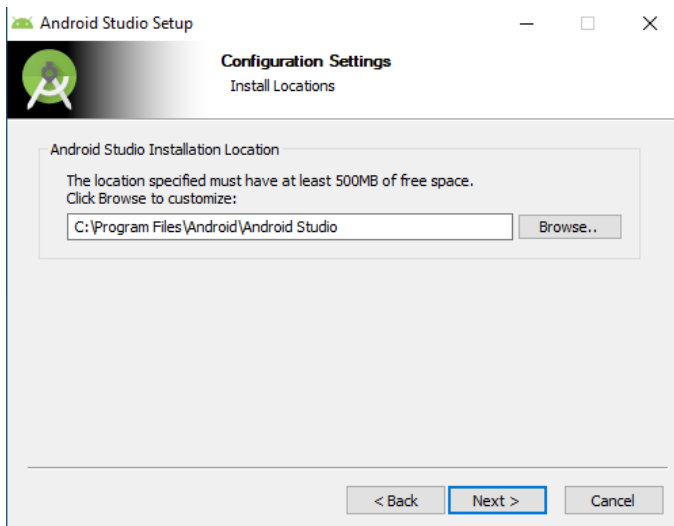 Android Studio Setup
Configuration Settings
Install Locations
Android Studio Installation Location
The location specified must have at least 500MB of free space.
Click Browse to customize:
C:\Program Files\Android\Android Studio
Browse..
< Back
Next >
Cancel